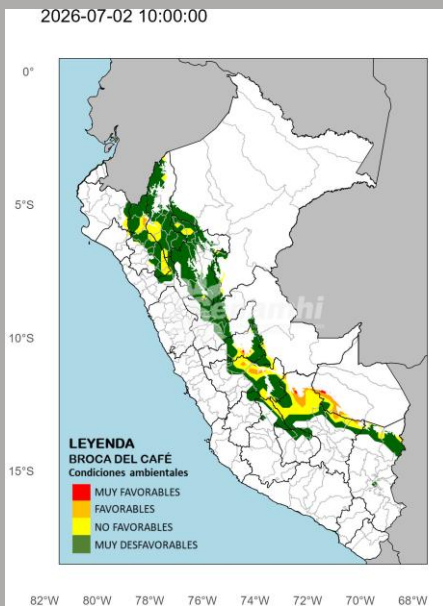 2026-07-02 10:00:00
0°
5°S
10°S
15°S
senamhi
LEYENDA
BROCA DEL CAFÉ
Condiciones ambientales
MUY FAVORABLES
FAVORABLES
NO FAVORABLES
MUY DESFAVORABLES
82°W 80°W 78°W 76°W 74°W 72°W 70°W 68°W